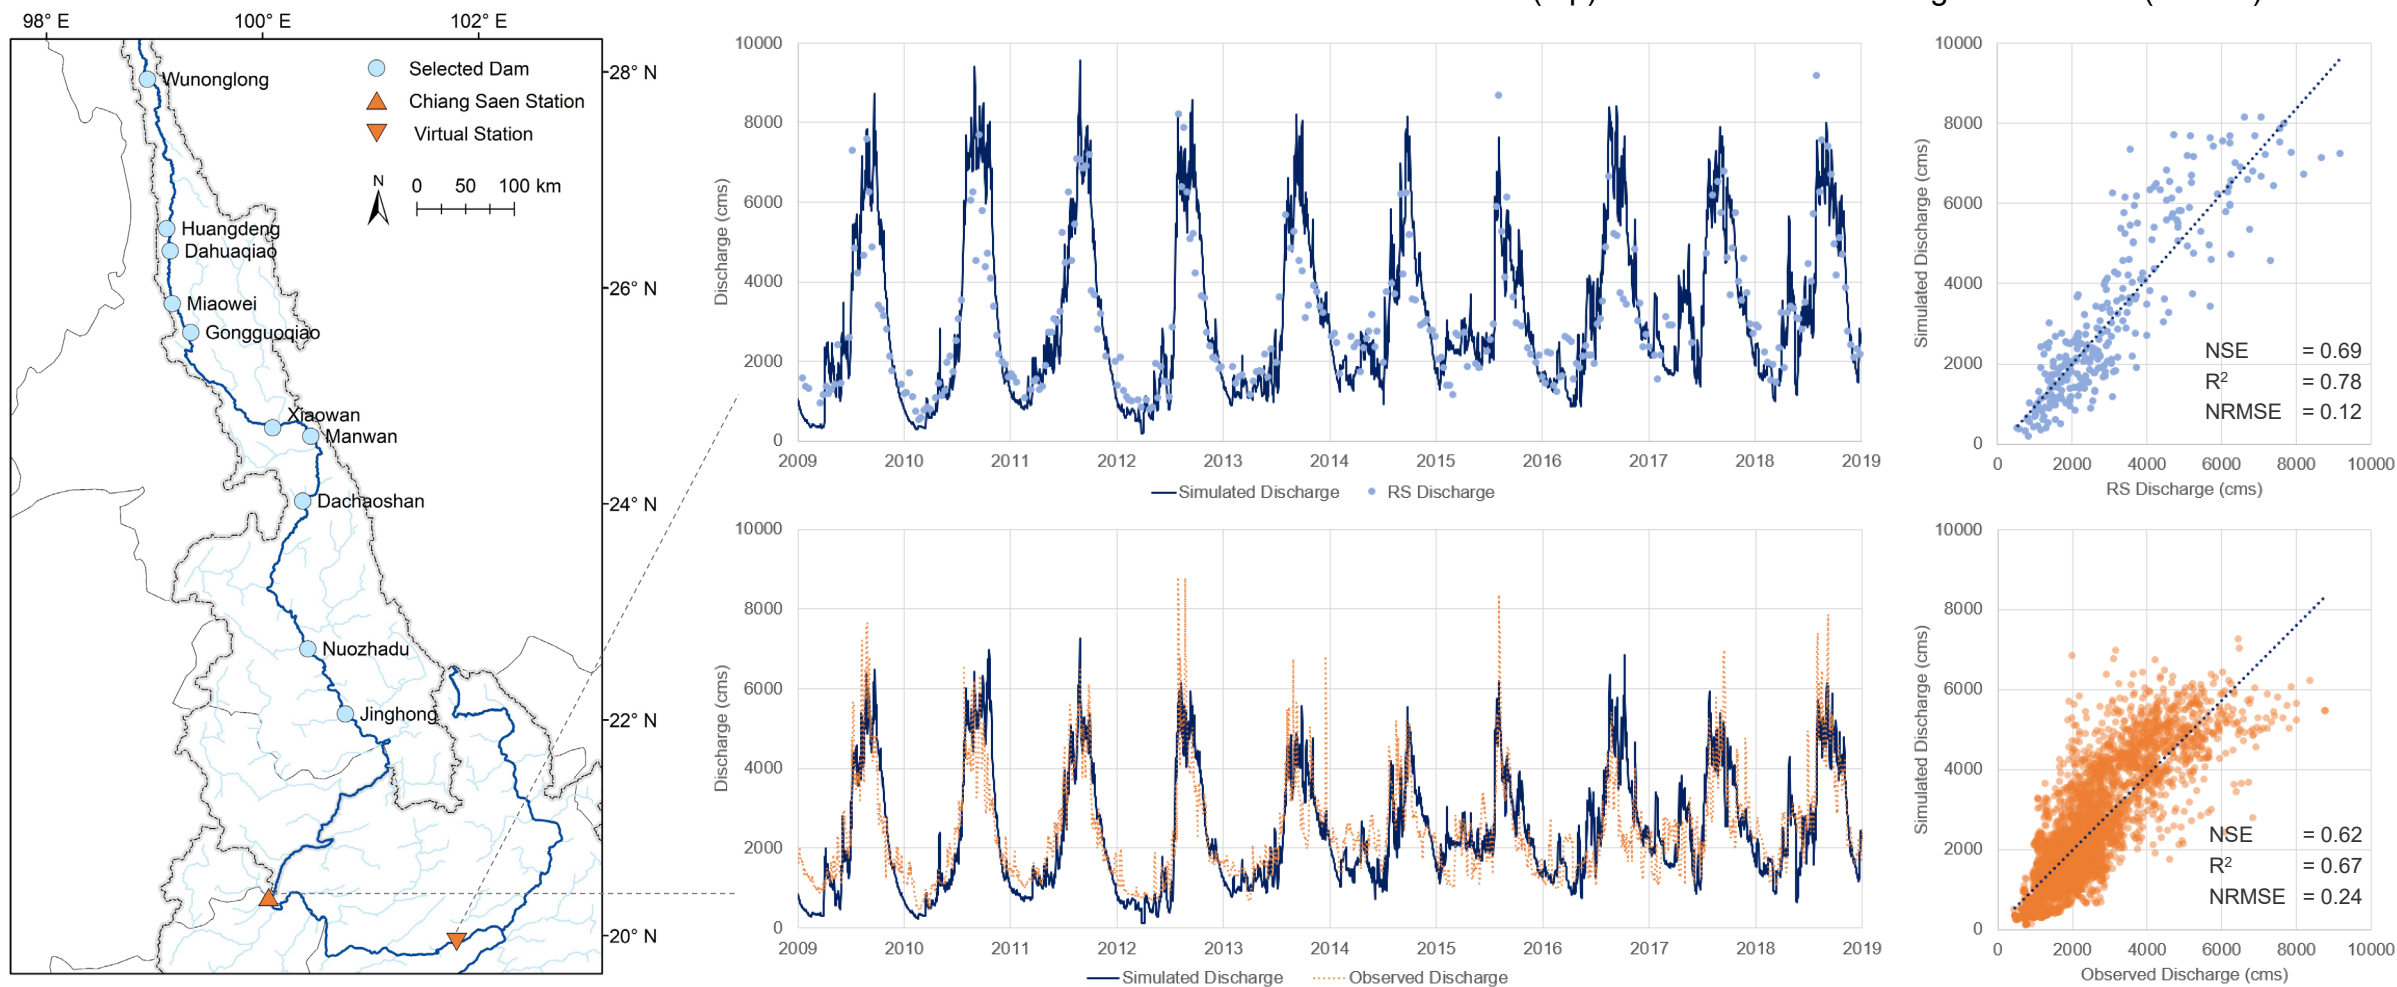 98° E 100° E 102° E
28° N
26° N
24° N
22° N
20° N
Selected Dam
Chiang Saen Station
Virtual Station
N
0 50 100 km
Wunonglong
Huangdeng
Dahuaqiao
Miaowei
Gongguoqiao
Xiaowan
Manwan
Dachaoshan
Nuozhadu
Jinghong
Discharge (cms)
10000
8000
6000
4000
2000
0
2009 2010 2011 2012 2013 2014 2015 2016 2017 2018 2019
Simulated Discharge RS Discharge
Simulated Discharge (cms)
10000
8000
6000
4000
2000
0
NSE = 0.69
R² = 0.78
NRMSE = 0.12
0 2000 4000 6000 8000 10000
RS Discharge (cms)
Discharge (cms)
10000
8000
6000
4000
2000
0
2009 2010 2011 2012 2013 2014 2015 2016 2017 2018 2019
Simulated Discharge Observed Discharge
Simulated Discharge (cms)
10000
8000
6000
4000
2000
0
NSE = 0.62
R² = 0.67
NRMSE = 0.24
0 2000 4000 6000 8000 10000
Observed Discharge (cms)